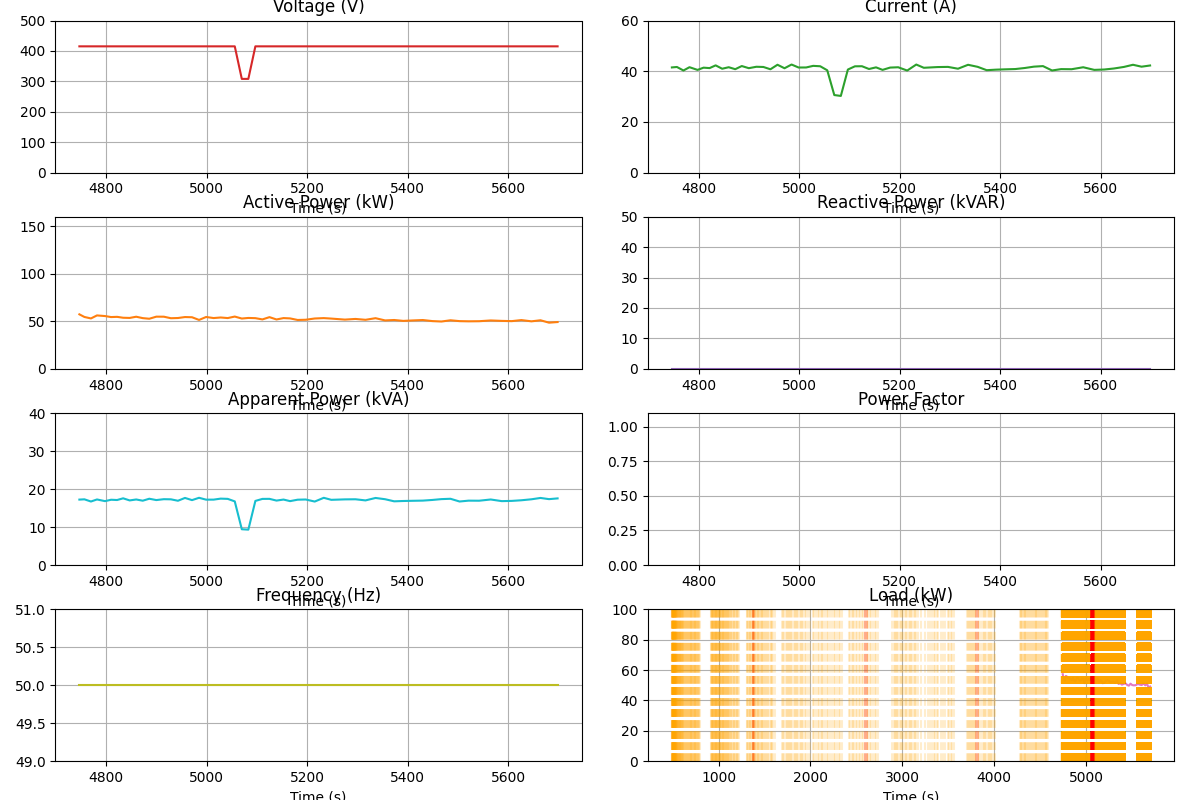 Voltage (V)
Current (A)
500
400
300
200
100
0
60
40
20
0
4800 5000 5200 5400 5600
4800 5000 5200 5400 5600
Time (s)
Time (s)
Active Power (kW)
Reactive Power (kVAR)
150
100
50
0
50
40
30
20
10
0
4800 5000 5200 5400 5600
4800 5000 5200 5400 5600
Time (s)
Time (s)
Apparent Power (kVA)
Power Factor
40
30
20
10
0
1.00
0.75
0.50
0.25
0.00
4800 5000 5200 5400 5600
4800 5000 5200 5400 5600
Time (s)
Time (s)
Frequency (Hz)
Load (kW)
51.0
50.5
50.0
49.5
49.0
100
80
60
40
20
0
4800 5000 5200 5400 5600
1000 2000 3000 4000 5000
Time (s)
Time (s)